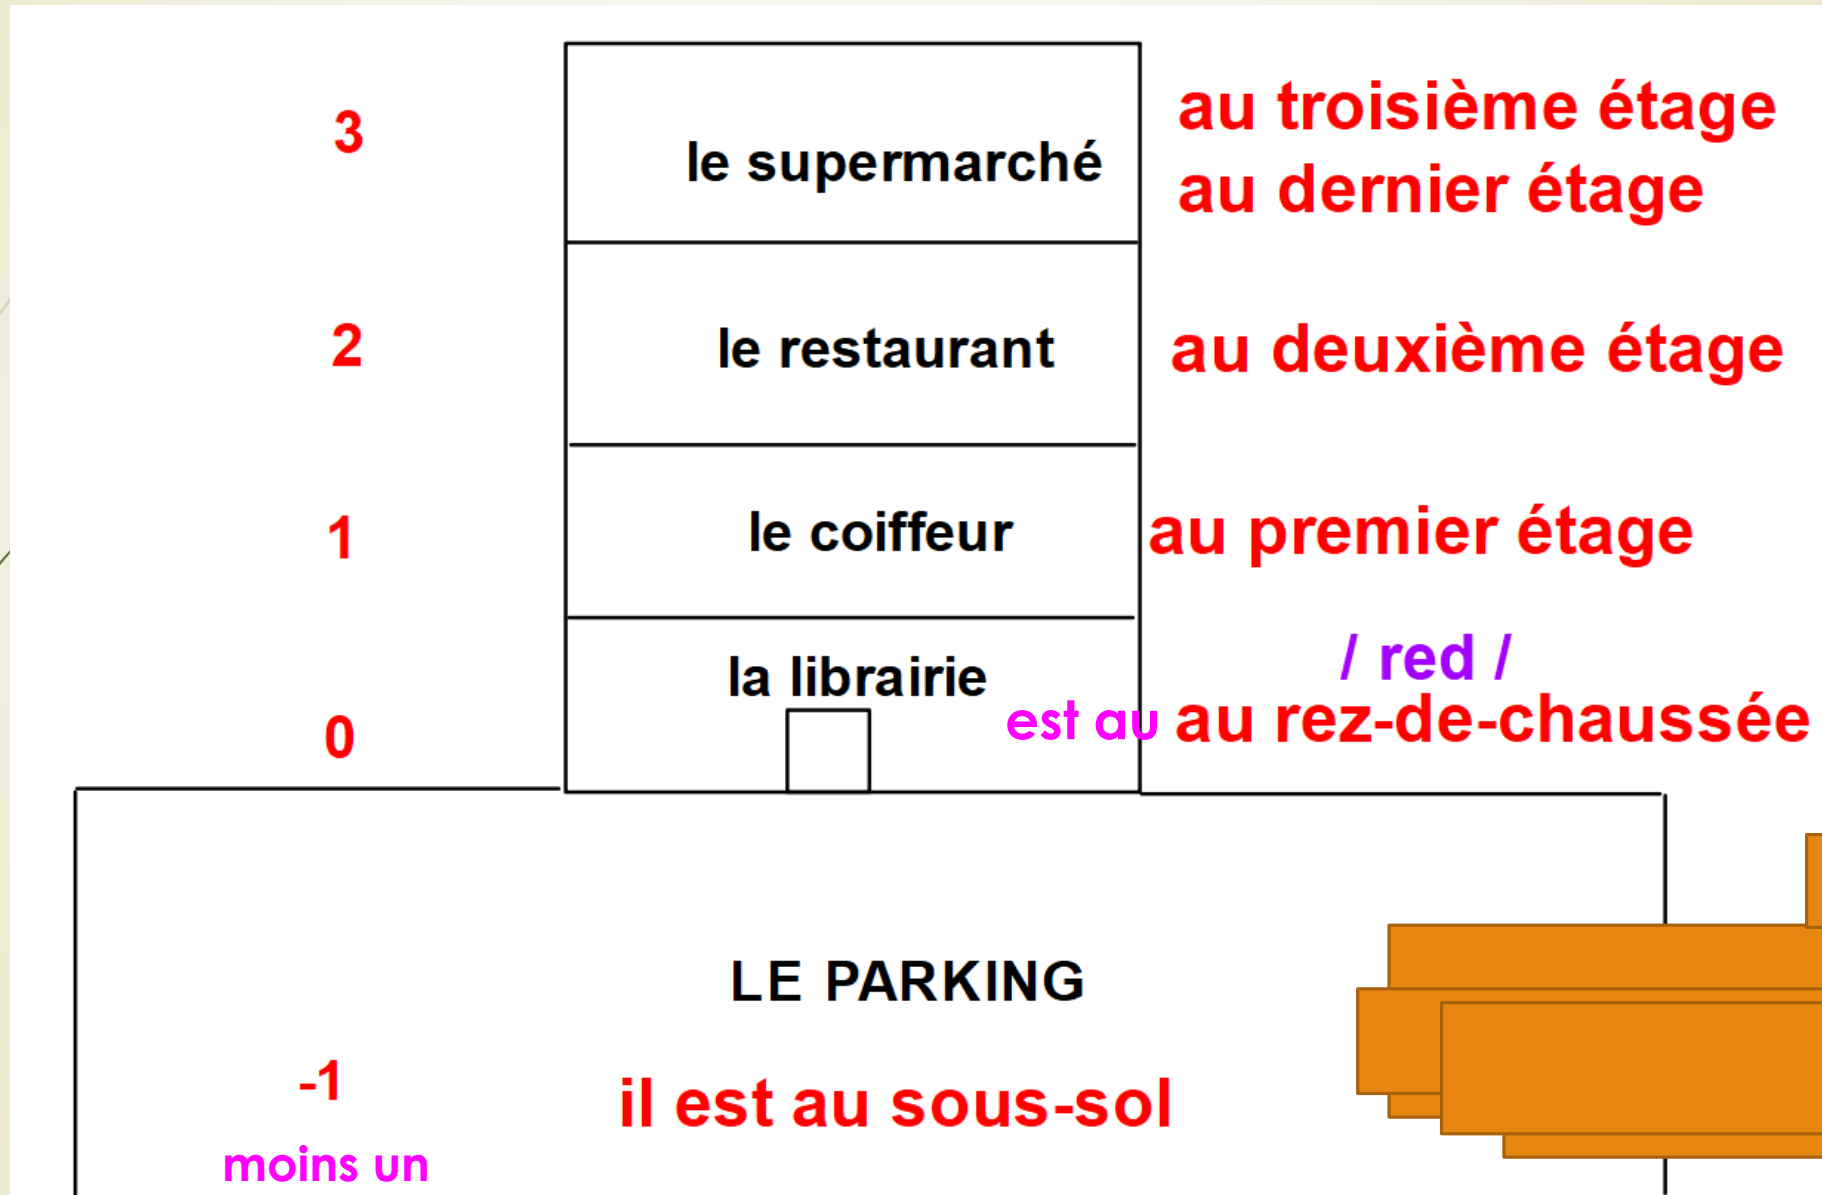 3
le supermarché
au troisième étage
au dernier étage
2
le restaurant
au deuxième étage
1
le coiffeur
au premier étage
la librairie
/ red /
0
est au au rez-de-chaussée
LE PARKING
-1
il est au sous-sol
moins un